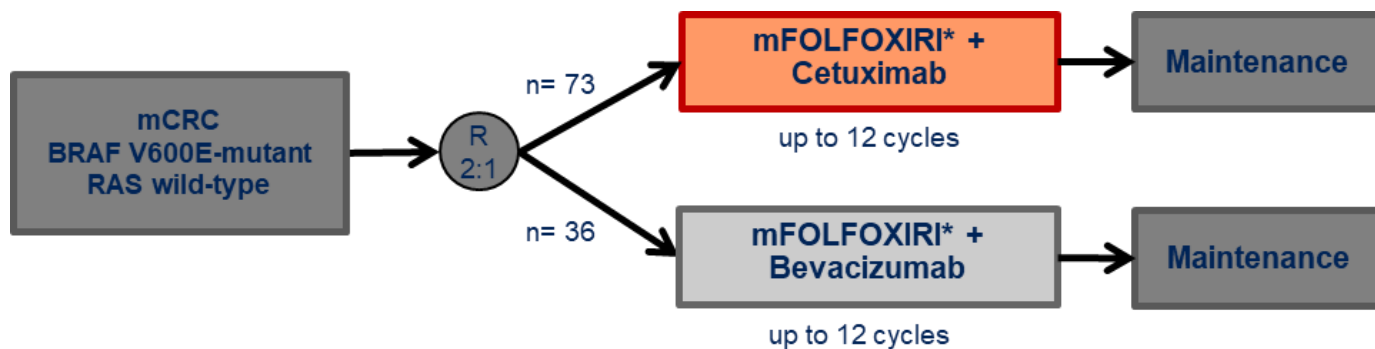 mCRC
BRAF V600E-mutant
RAS wild-type
R
2:1
n= 73
n= 36
mFOLFOXIRI* +
Cetuximab
up to 12 cycles
Maintenance
mFOLFOXIRI* +
Bevacizumab
up to 12 cycles
Maintenance